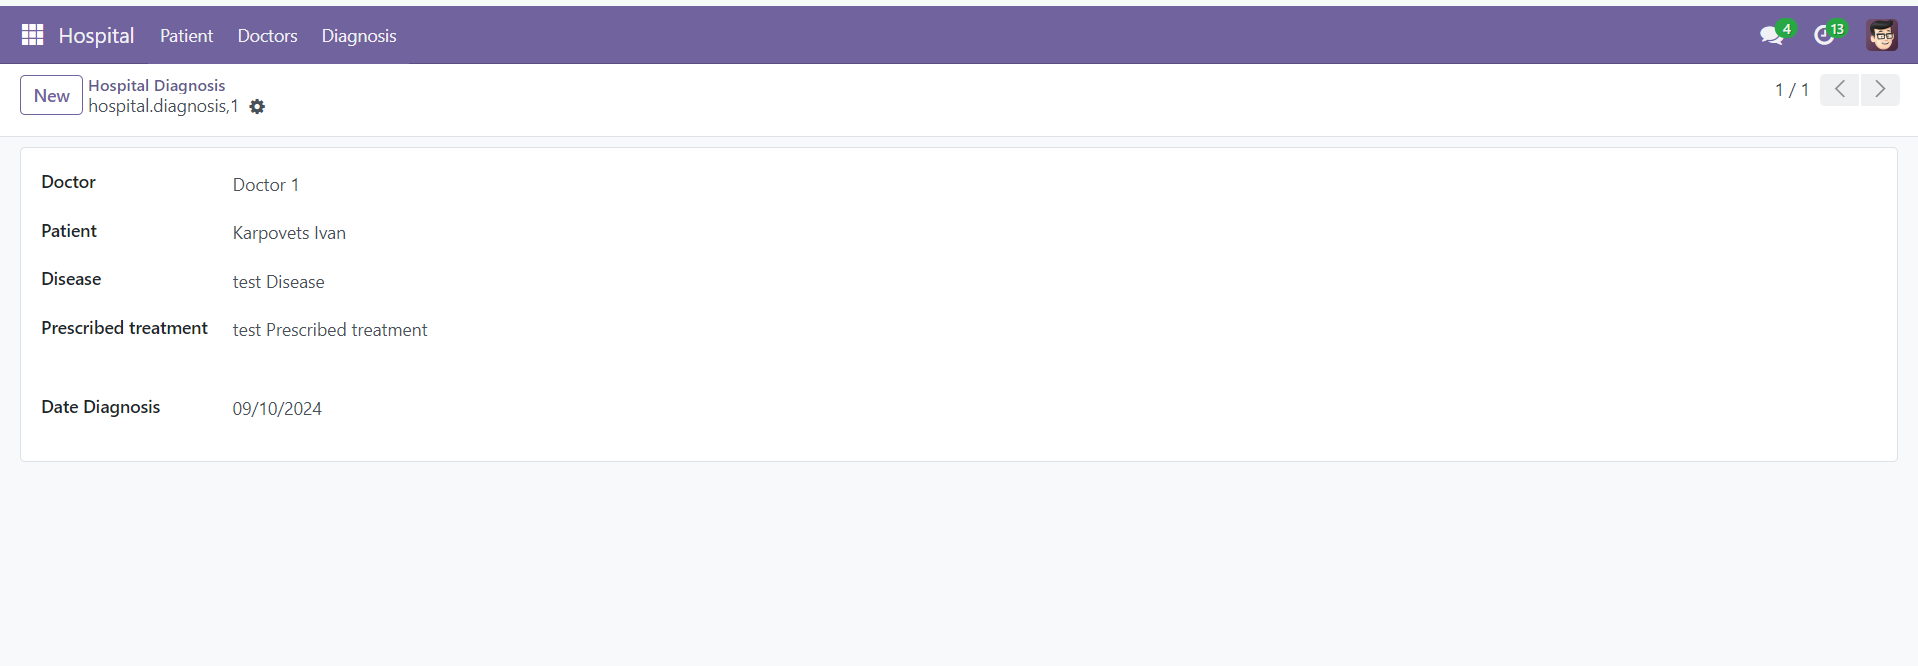 Hospital Patient Doctors Diagnosis 4 13
New Hospital Diagnosis
hospital.diagnosis,1
1 / 1
Doctor Doctor 1
Patient Karpovets Ivan
Disease test Disease
Prescribed treatment test Prescribed treatment
Date Diagnosis 09/10/2024